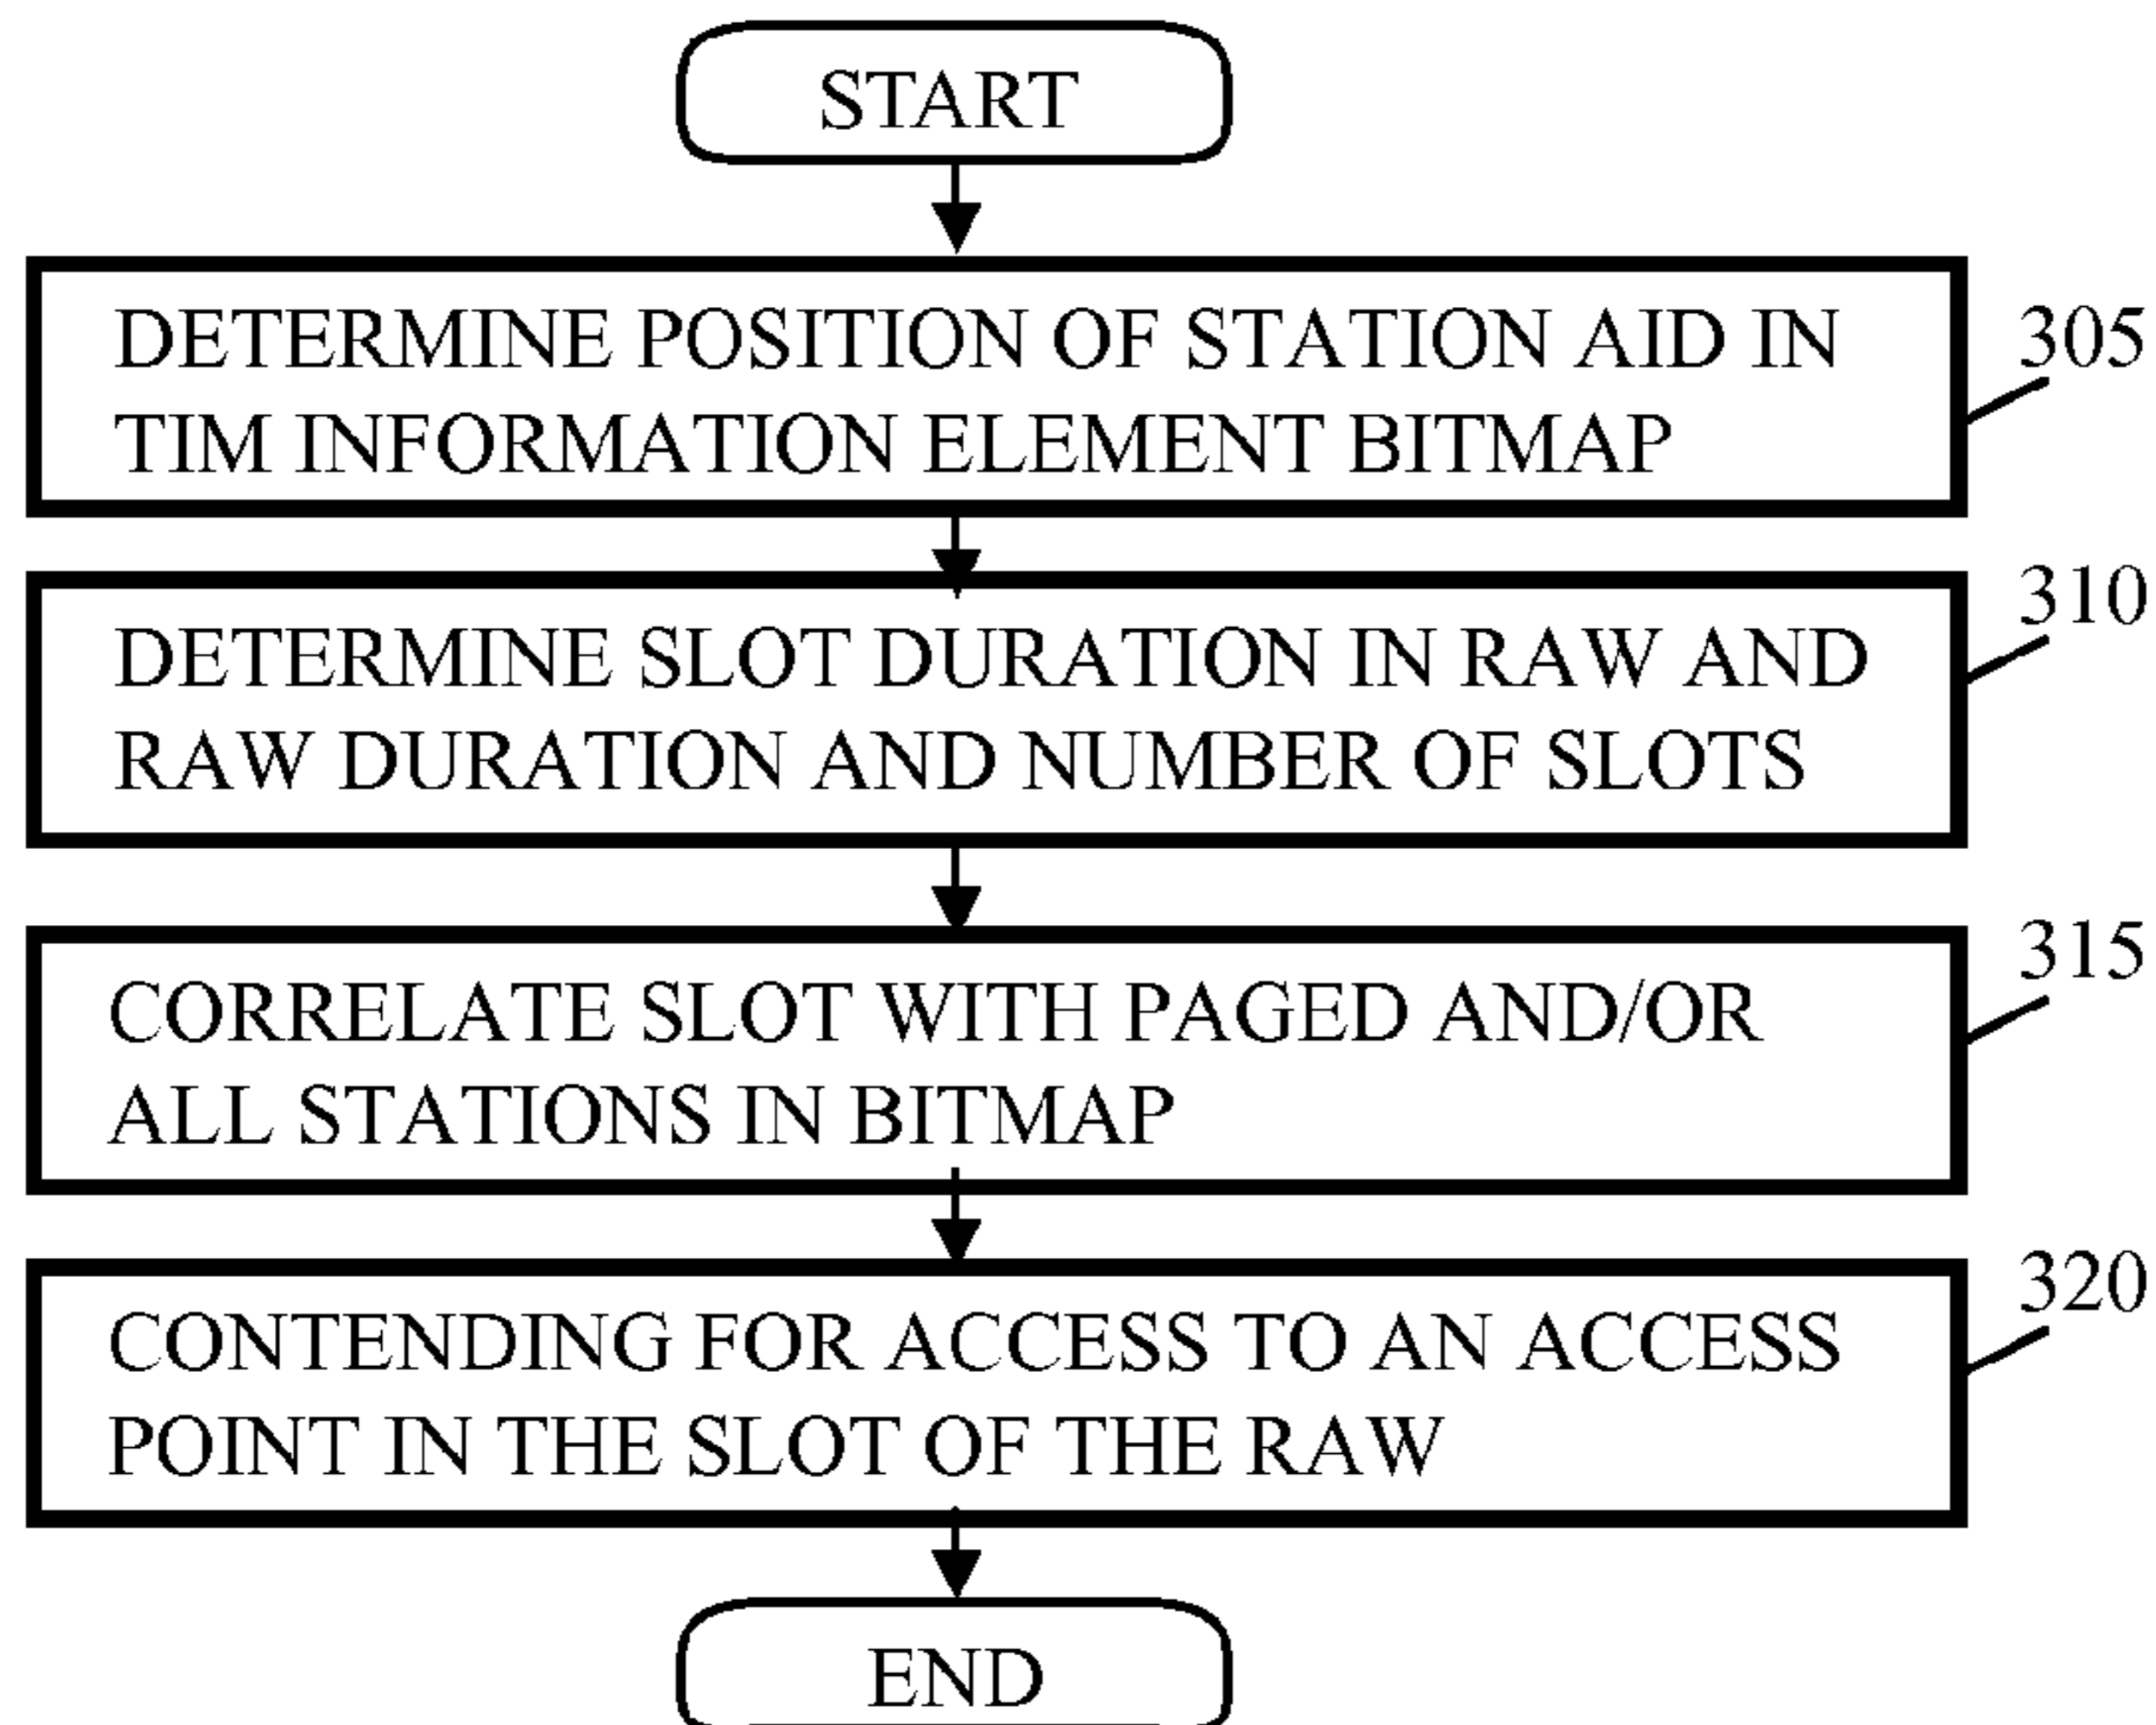 START
DETERMINE POSITION OF STATION AID IN
TIM INFORMATION ELEMENT BITMAP
305
DETERMINE SLOT DURATION IN RAW AND
RAW DURATION AND NUMBER OF SLOTS
310
CORRELATE SLOT WITH PAGED AND/OR
ALL STATIONS IN BITMAP
315
CONTENDING FOR ACCESS TO AN ACCESS
POINT IN THE SLOT OF THE RAW
320
END